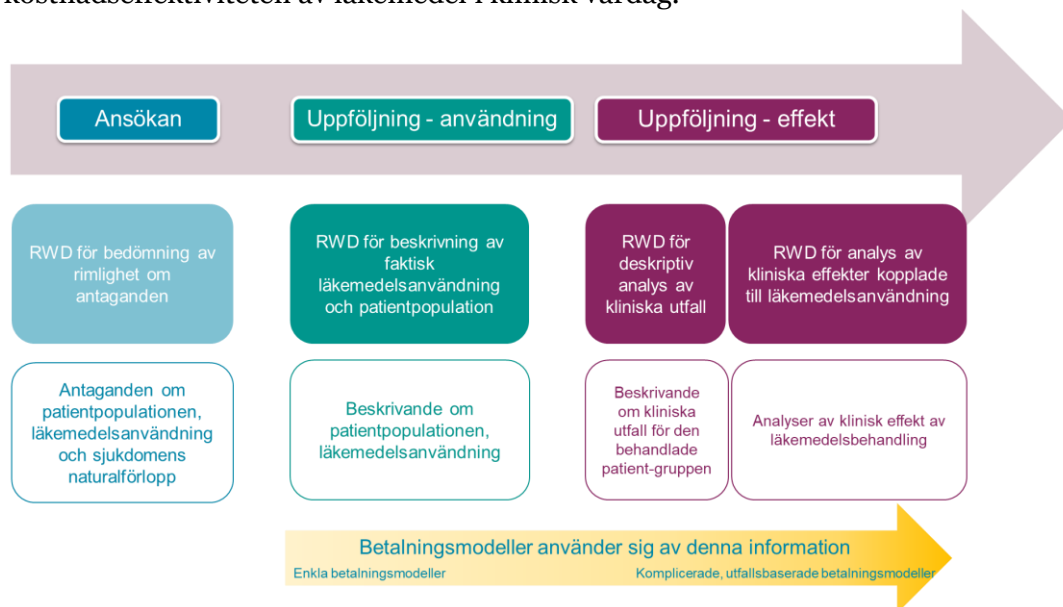 kostnadseffektiviteten av läkemedel i klinisk vardag.
Ansökan
Uppföljning - användning
Uppföljning - effekt
RWD för bedömning av
rimlighet om
antaganden
RWD för beskrivning av
faktisk
läkemedelsanvändning
och patientpopulation
RWD för
deskriptiv
analys av
kliniska utfall
RWD för analys av
kliniska effekter kopplade
till läkemedelsanvändning
Antaganden om
patientpopulationen,
läkemedelsanvändning
och sjukdomens
naturalförlopp
Beskrivande om
patientpopulationen,
läkemedelsanvändning
Beskrivande
om kliniska
utfall för den
behandlade
patient-gruppen
Analyser av klinisk effekt av
läkemedelsbehandling
Betalningsmodeller använder sig av denna information
Enkla betalningsmodeller
Komplicerade, utfallsbaserade betalningsmodeller